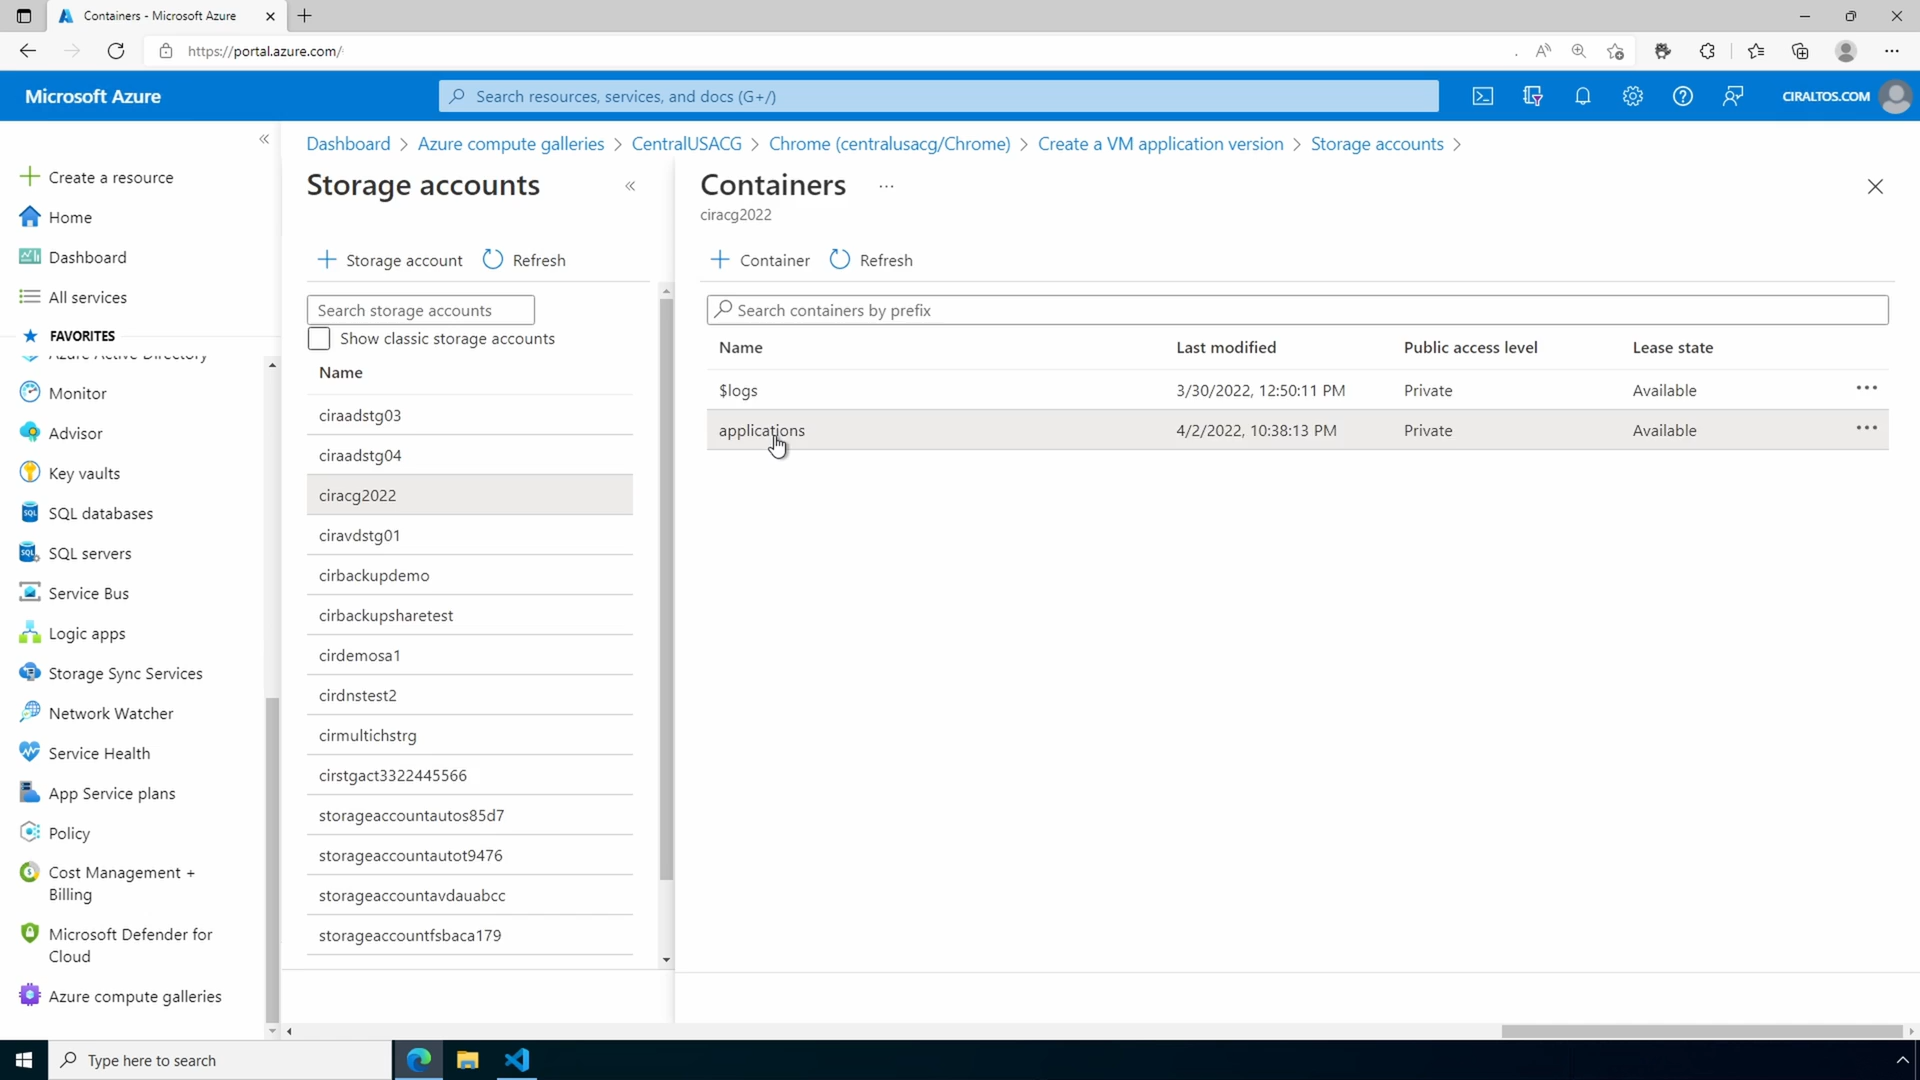 Containers - Microsoft Azure
https://portal.azure.com/
Microsoft Azure
Search resources, services, and docs (G+/)
CIRALTOS.COM
Dashboard > Azure compute galleries > CentralUSACG > Chrome (centralusacg/Chrome) > Create a VM application version > Storage accounts >
Create a resource
Home
Dashboard
All services
FAVORITES
Azure Active Directory
Monitor
Advisor
Key vaults
SQL databases
SQL servers
Service Bus
Logic apps
Storage Sync Services
Network Watcher
Service Health
App Service plans
Policy
Cost Management +
Billing
Microsoft Defender for
Cloud
Azure compute galleries
Storage accounts
Storage account
Refresh
Search storage accounts
Show classic storage accounts
Name
ciraadstg03
ciraadstg04
ciracg2022
ciravdstg01
cirbackupdemo
cirbackupsharetest
cirdemosa1
cirdnstest2
cirmultichstrg
cirstgact3322445566
storageaccountautos85d7
storageaccountautot9476
storageaccountavdauabcc
storageaccountfsbaca179
Containers
ciracg2022
Container
Refresh
Search containers by prefix
Name Last modified Public access level Lease state
$logs 3/30/2022, 12:50:11 PM Private Available
applications 4/2/2022, 10:38:13 PM Private Available
Type here to search